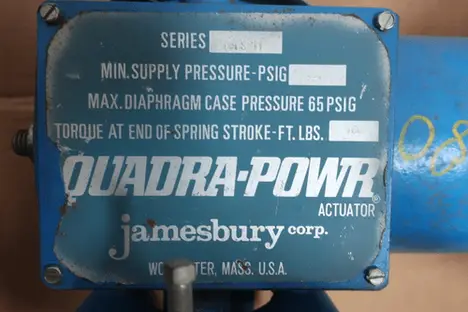 SERIES
MIN. SUPPLY PRESSURE-PSIG
MAX. DIAPHRAGM CASE PRESSURE 65 PSIG
TORQUE AT END OF SPRING STROKE-FT. LBS.
QUADRA-POWR®
ACTUATOR
jamesbury corp.
MASS. U.S.A.
08